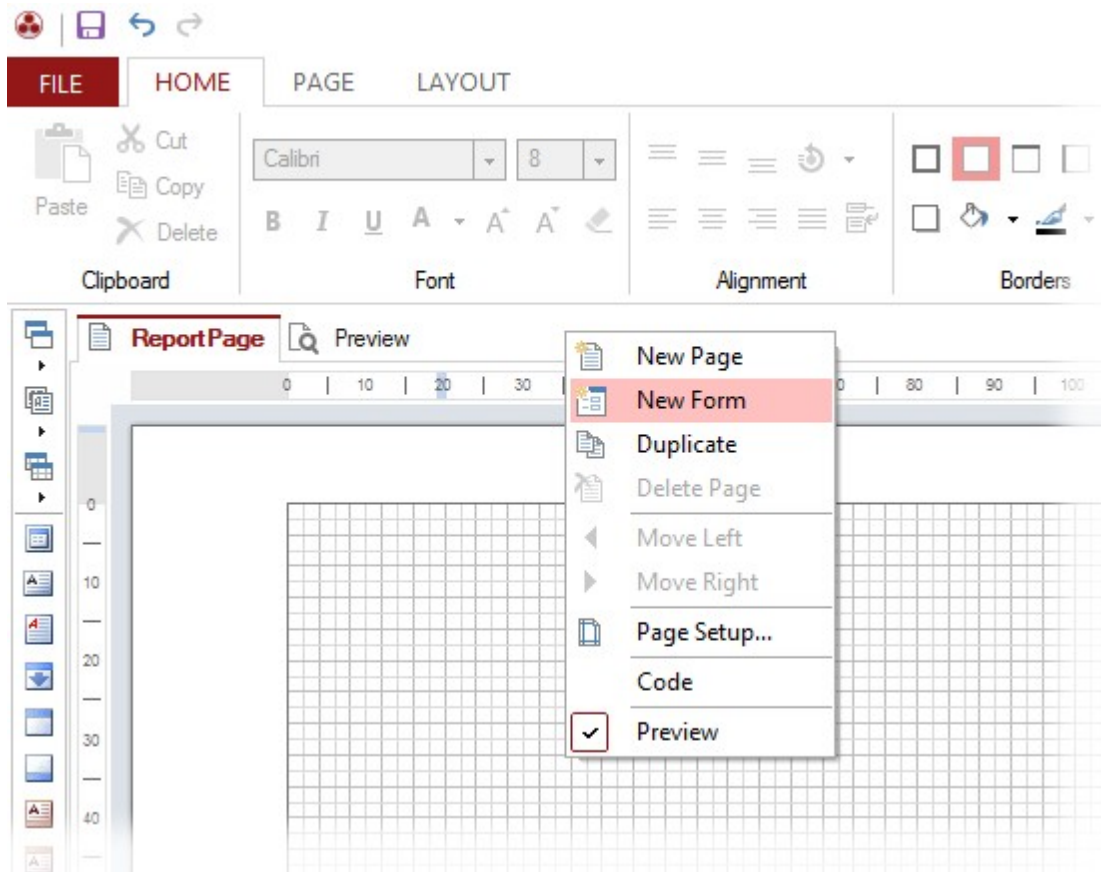 FILE HOME PAGE LAYOUT
Paste
Cut
Copy
Delete
Calibri 8
B I U A A A
Clipboard Font Alignment Borders
ReportPage Preview
0 10 20 30 0 80 90 100
New Page
New Form
Duplicate
Delete Page
Move Left
Move Right
Page Setup...
Code
Preview
0
10
20
30
40